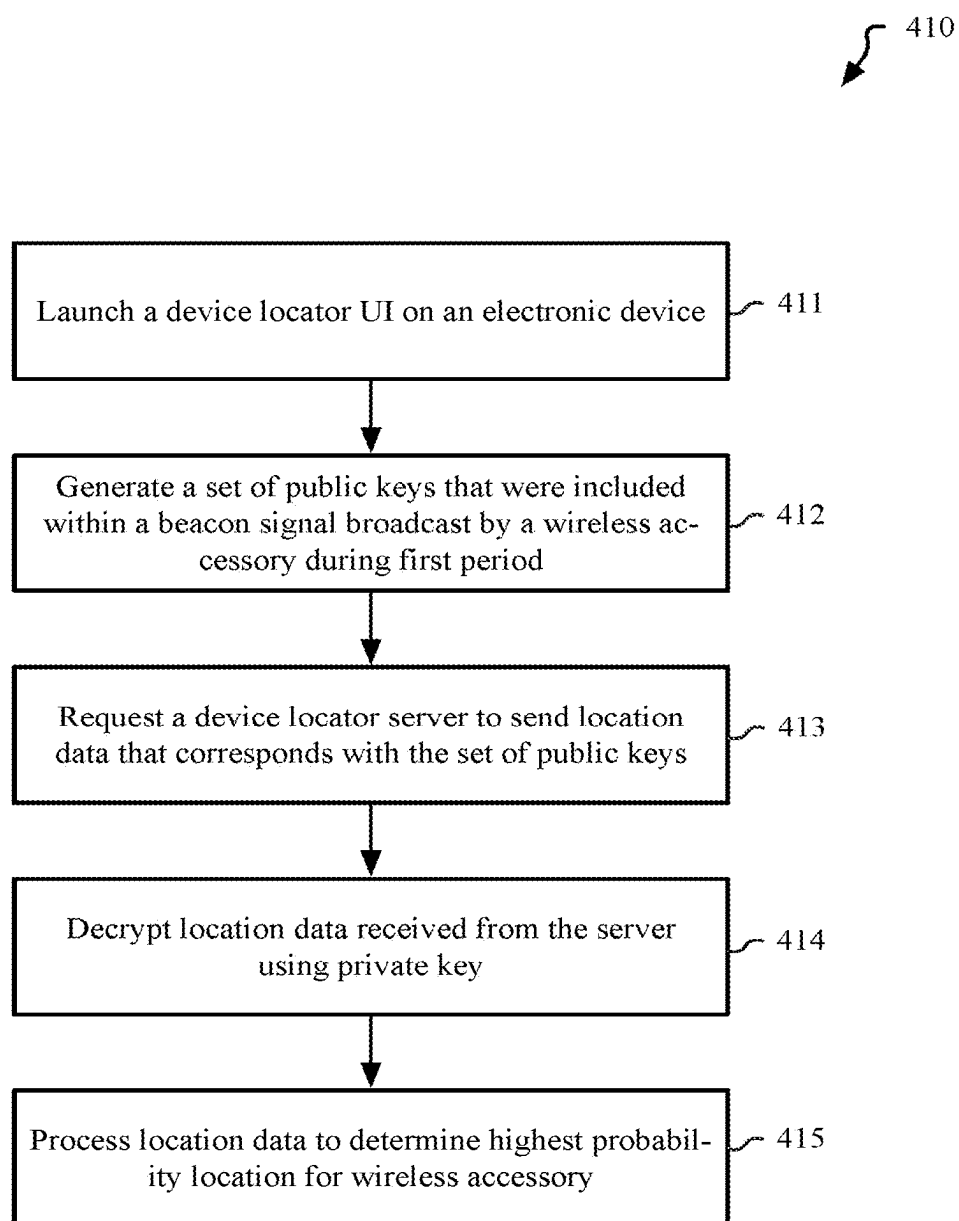 410
Launch a device locator UI on an electronic device
411
Generate a set of public keys that were included
within a beacon signal broadcast by a wireless ac-
cessory during first period
412
Request a device locator server to send location
data that corresponds with the set of public keys
413
Decrypt location data received from the server
using private key
414
Process location data to determine highest probabil-
ity location for wireless accessory
415